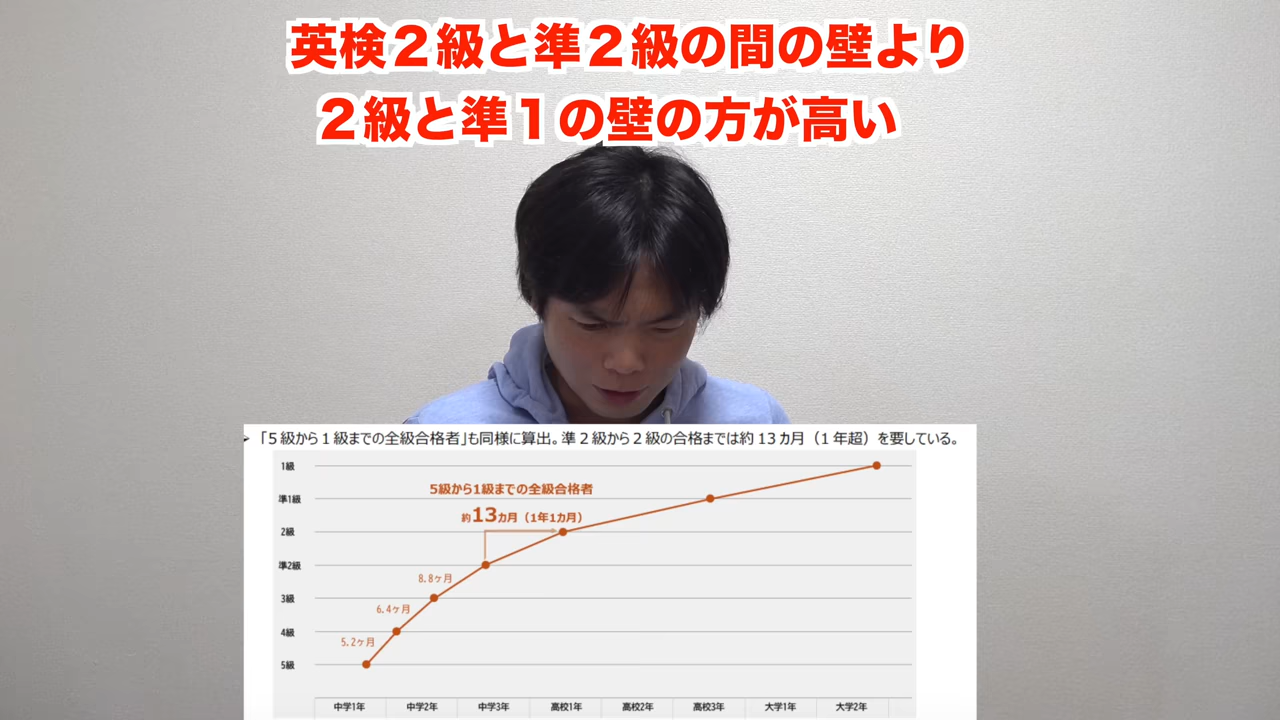 英検２級と準２級の間の壁より
２級と準１の壁の方が高い
➤「５級から１級までの全級合格者」も同様に算出。準２級から２級の合格までは約 13 カ月（１年超）を要している。
1級
5級から1級までの全級合格者
準1級
約13カ月（1年1カ月）
2級
準2級
8.8ヶ月
3級
6.4ヶ月
4級
5.2ヶ月
5級
中学1年 中学2年 中学3年 高校1年 高校2年 高校3年 大学1年 大学2年